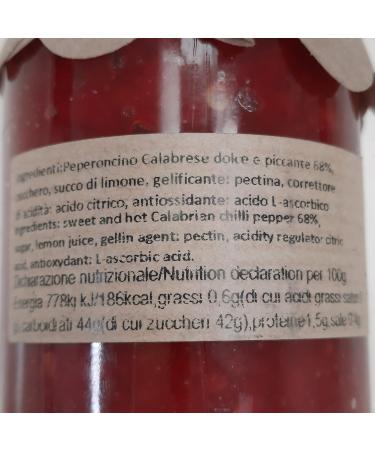 Ingredienti:Peperoncino Calabrese dolce e piccante 68%,
zucchero, succo di limone, gelificante: pectina, correttore
di acidità: acido citrico, antiossidante: acido L-ascorbico
Ingredients: sweet and hot Calabrian chilli pepper 68%,
sugar, lemon juice, gellin agent: pectin, acidity regulator citric
acid, antioxydant: L-ascorbic acid.
Dichiarazione nutrizionale/Nutrition declaration per 100g
Energia 778kj kJ/186kcal,grassi 0,6g(di cui acidi grassi
carboidrati 44g(di cui zuccheri 42g),proteine1,5g,sale